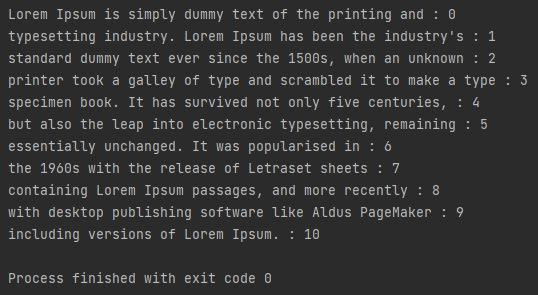 Lorem Ipsum is simply dummy text of the printing and : 0
typesetting industry. Lorem Ipsum has been the industry's : 1
standard dummy text ever since the 1500s, when an unknown : 2
printer took a galley of type and scrambled it to make a type : 3
specimen book. It has survived not only five centuries, : 4
but also the leap into electronic typesetting, remaining : 5
essentially unchanged. It was popularised in : 6
the 1960s with the release of Letraset sheets : 7
containing Lorem Ipsum passages, and more recently : 8
with desktop publishing software like Aldus PageMaker : 9
including versions of Lorem Ipsum. : 10
Process finished with exit code 0